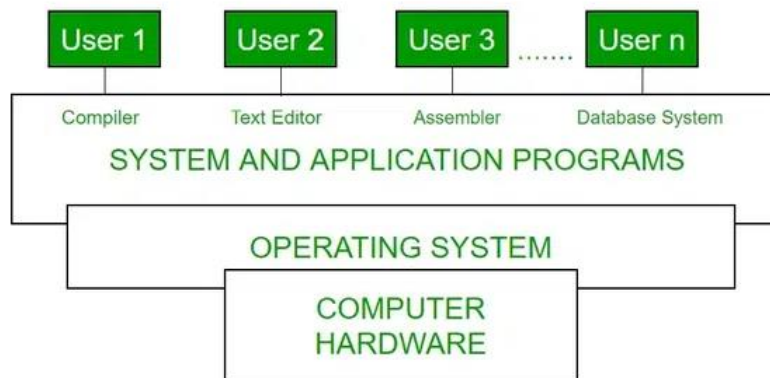 User 1 User 2 User 3 ....... User n
Compiler Text Editor Assembler Database System
SYSTEM AND APPLICATION PROGRAMS
OPERATING SYSTEM
COMPUTER
HARDWARE